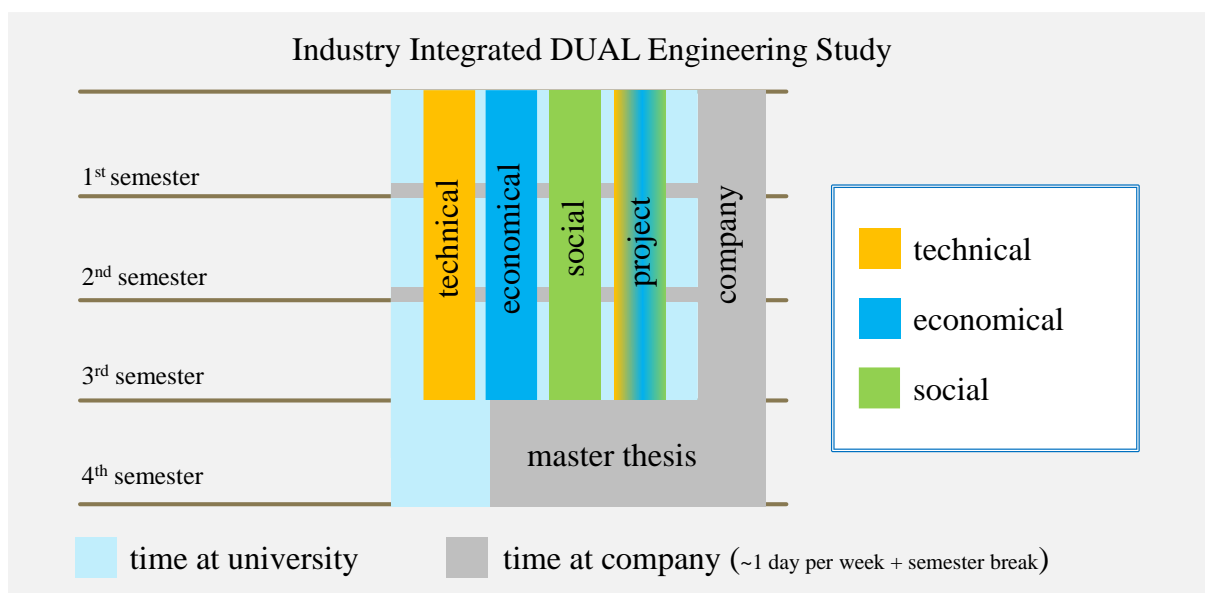 Industry Integrated DUAL Engineering Study
1st semester
2nd semester
3rd semester
4th semester
technical
economical
social
project
company
master thesis
technical
economical
social
time at university
time at company (~1 day per week + semester break)